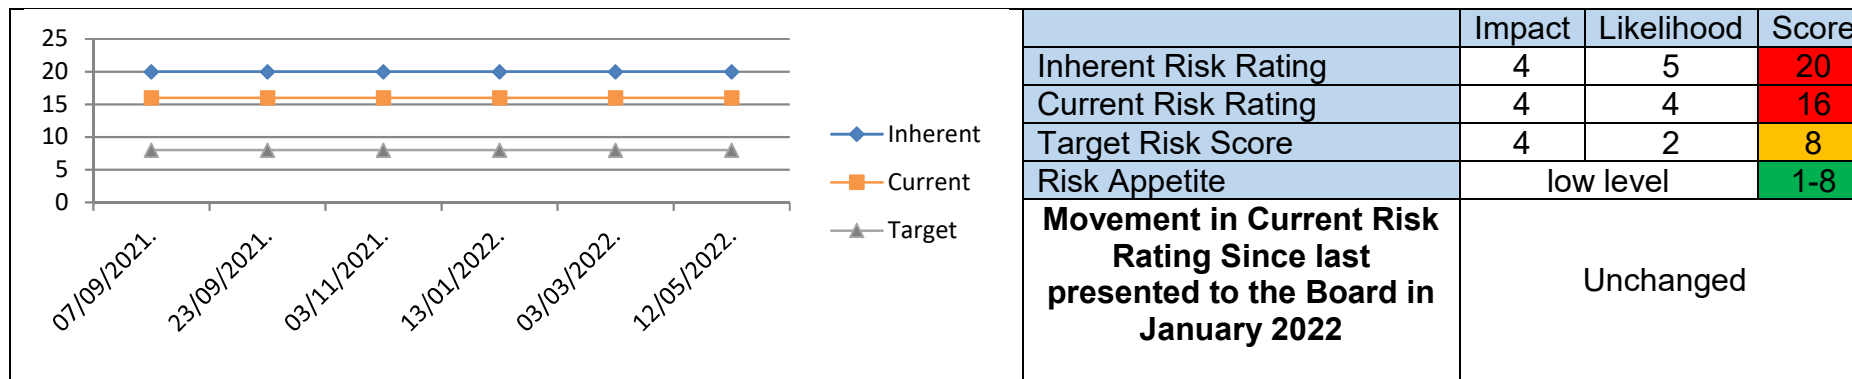 25
20
15
10
5
0
07/09/2021.
23/09/2021.
03/11/2021.
13/01/2022.
03/03/2022.
12/05/2022.
Inherent
Current
Target
Impact Likelihood Score
Inherent Risk Rating 4 5 20
Current Risk Rating 4 4 16
Target Risk Score 4 2 8
Risk Appetite low level 1-8
Movement in Current Risk
Rating Since last
presented to the Board in
January 2022
Unchanged